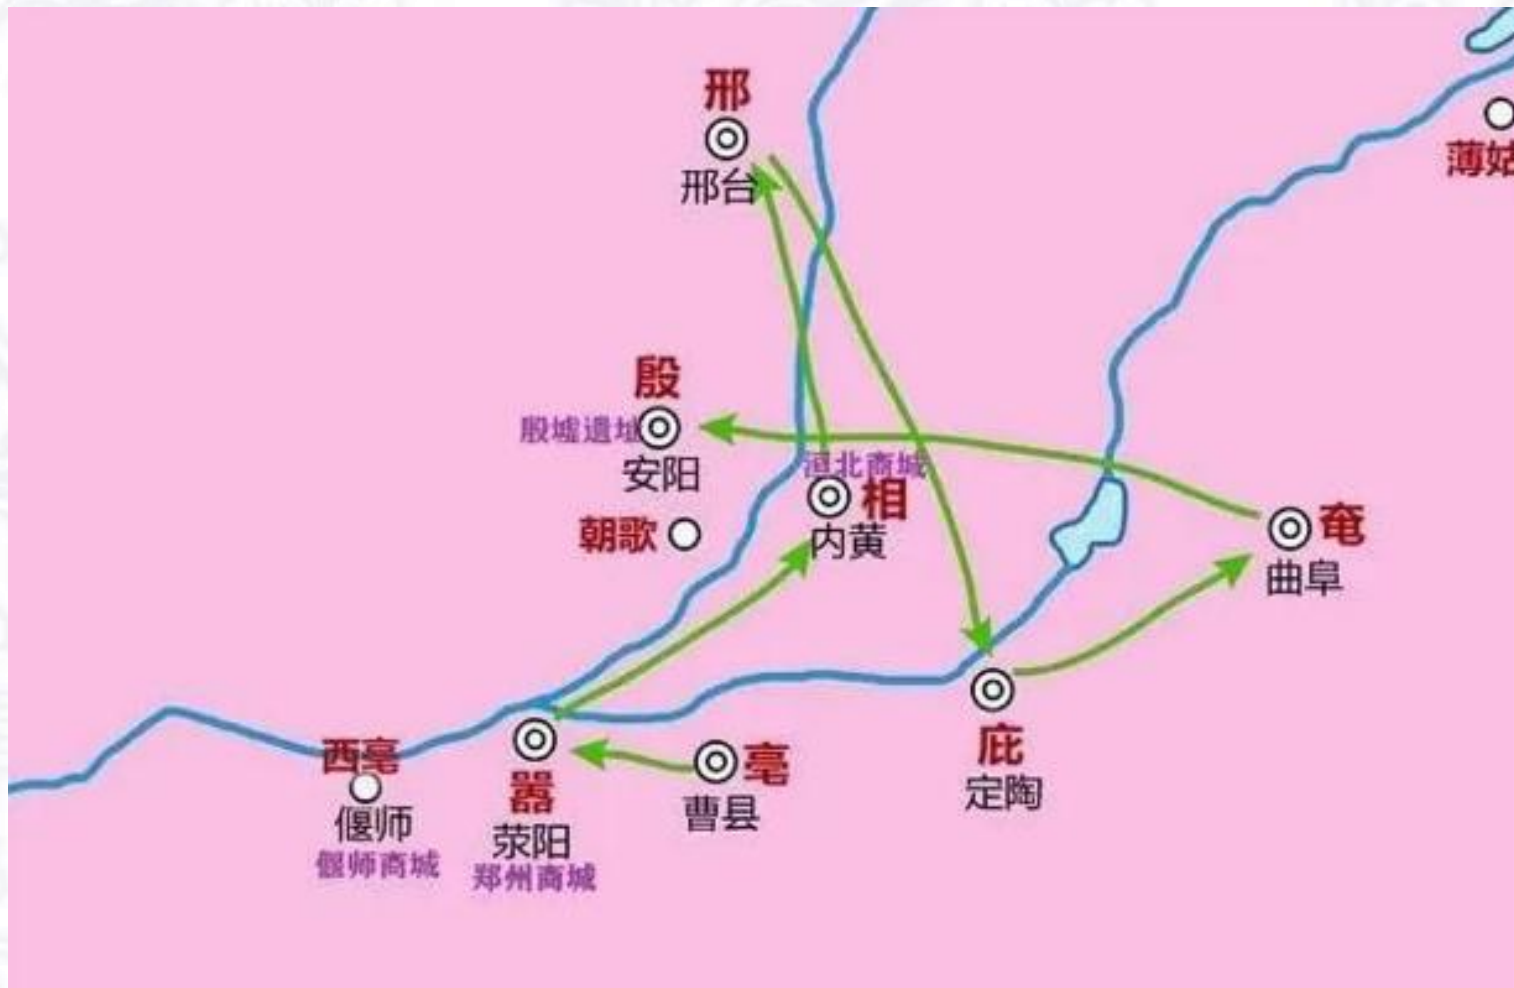 邢
邢台
薄姑
殷
殷墟遺址
安阳
洹北商城
相
内黄
朝歌
奄
曲阜
庇
定陶
西亳
偃师
偃师商城
嚣
荥阳
郑州商城
亳
曹县